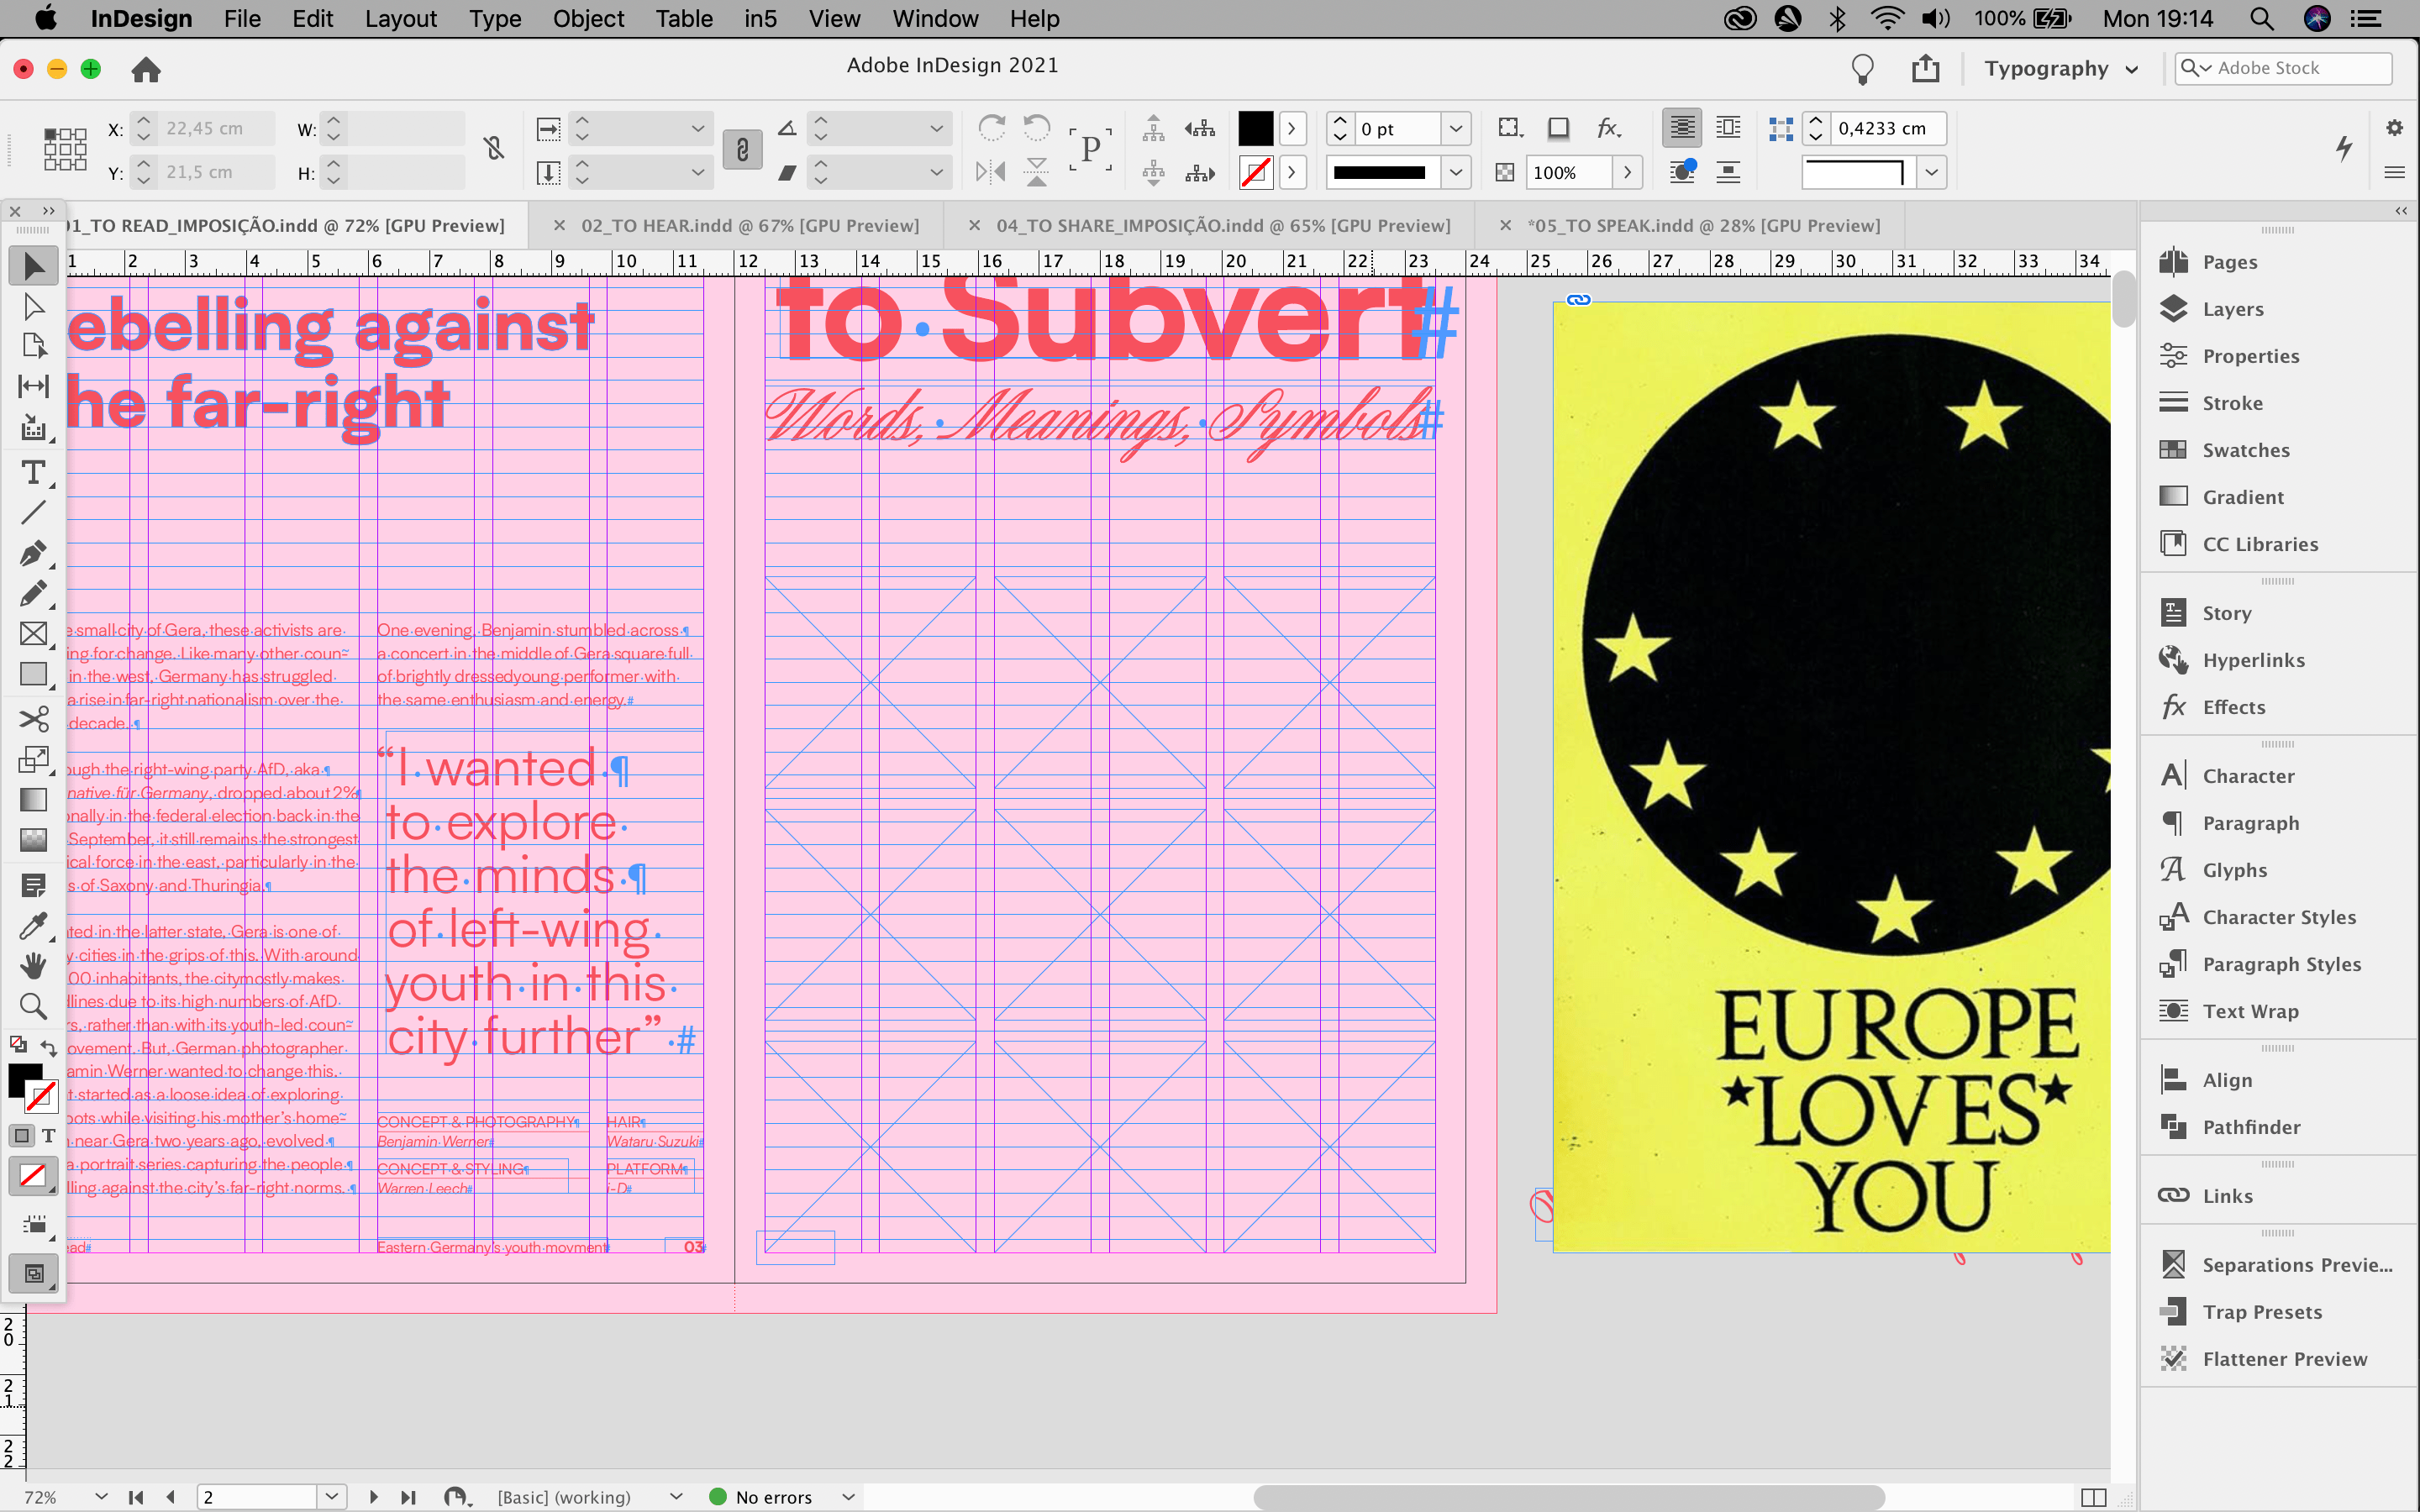 InDesign File Edit Layout Type Object Table in5 View Window Help 100% Mon 19:14
Adobe InDesign 2021
Typography
Adobe Stock
X: 22,45 cm W: 0 pt 0,4233 cm
Y: 21,5 cm H: 100%
01_TO READ_IMPOSIÇÃO.indd @ 72% [GPU Preview]
02_TO HEAR.indd @ 67% [GPU Preview]
04_TO SHARE_IMPOSIÇÃO.indd @ 65% [GPU Preview]
*05_TO SPEAK.indd @ 28% [GPU Preview]
1 2 3 4 5 6 7 8 9 10 11 12 13 14 15 16 17 18 19 20 21 22 23 24 25 26 27 28 29 30 31 32 33 34
ebelling against
he far-right
e small city of Gera, these activists are
ing for change. Like many other coun
in the west, Germany has struggled
a rise in far-right nationalism over the
decade.
ough the right-wing party AfD, aka
native für Germany, dropped about 2%
onally in the federal election back in the
September, it still remains the strongest
ical force in the east, particularly in the
s of Saxony and Thuringia.
ated in the latter state, Gera is one of
y cities in the grips of this. With around
00 inhabitants, the citymostly makes
dlines due to its high numbers of AfD
rs, rather than with its youth-led coun
ovement. But, German photographer
amin Werner wanted to change this.
t started as a loose idea of exploring
oots while visiting his mother's home
near Gera two years ago, evolved
a portrait series capturing the people
lling against the city's far-right norms.
ead
One evening, Benjamin stumbled across
a concert in the middle of Gera square full
of brightly dressedyoung performer with
the same enthusiasm and energy.
“I wanted
to explore
the minds
of left-wing
youth in this
city further”
CONCEPT & PHOTOGRAPHY
Benjamin Werner
CONCEPT & STYLING
Warren Leech
HAIR
Wataru Suzuki
PLATFORM
i-D
Eastern Germany's youth movment 03
to Subvert
Words, Meanings, Symbols
EUROPE
★LOVES★
YOU
Pages
Layers
Properties
Stroke
Swatches
Gradient
CC Libraries
Story
Hyperlinks
Effects
Character
Paragraph
Glyphs
Character Styles
Paragraph Styles
Text Wrap
Align
Pathfinder
Links
Separations Previe...
Trap Presets
Flattener Preview
20
21
22
72% 2 [Basic] (working) No errors